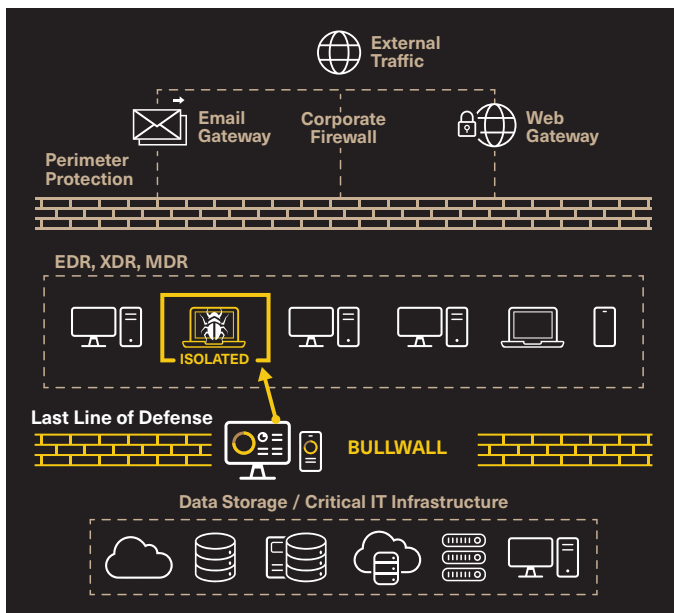 External
Traffic
Email
Gateway
Corporate
Firewall
Web
Gateway
Perimeter
Protection
EDR, XDR, MDR
ISOLATED
Last Line of Defense
BULLWALL
Data Storage / Critical IT Infrastructure